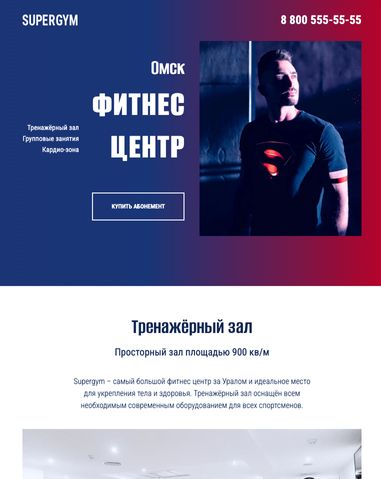 SUPERGYM
8 800 555-55-55
Омск
ФИТНЕС
ЦЕНТР
Тренажёрный зал
Групповые занятия
Кардио-зона
КУПИТЬ АБОНЕМЕНТ
Тренажёрный зал
Просторный зал площадью 900 кв/м
Supergym – самый большой фитнес центр за Уралом и идеальное место
для укрепления тела и здоровья. Тренажёрный зал оснащён всем
необходимым современным оборудованием для всех спортсменов.